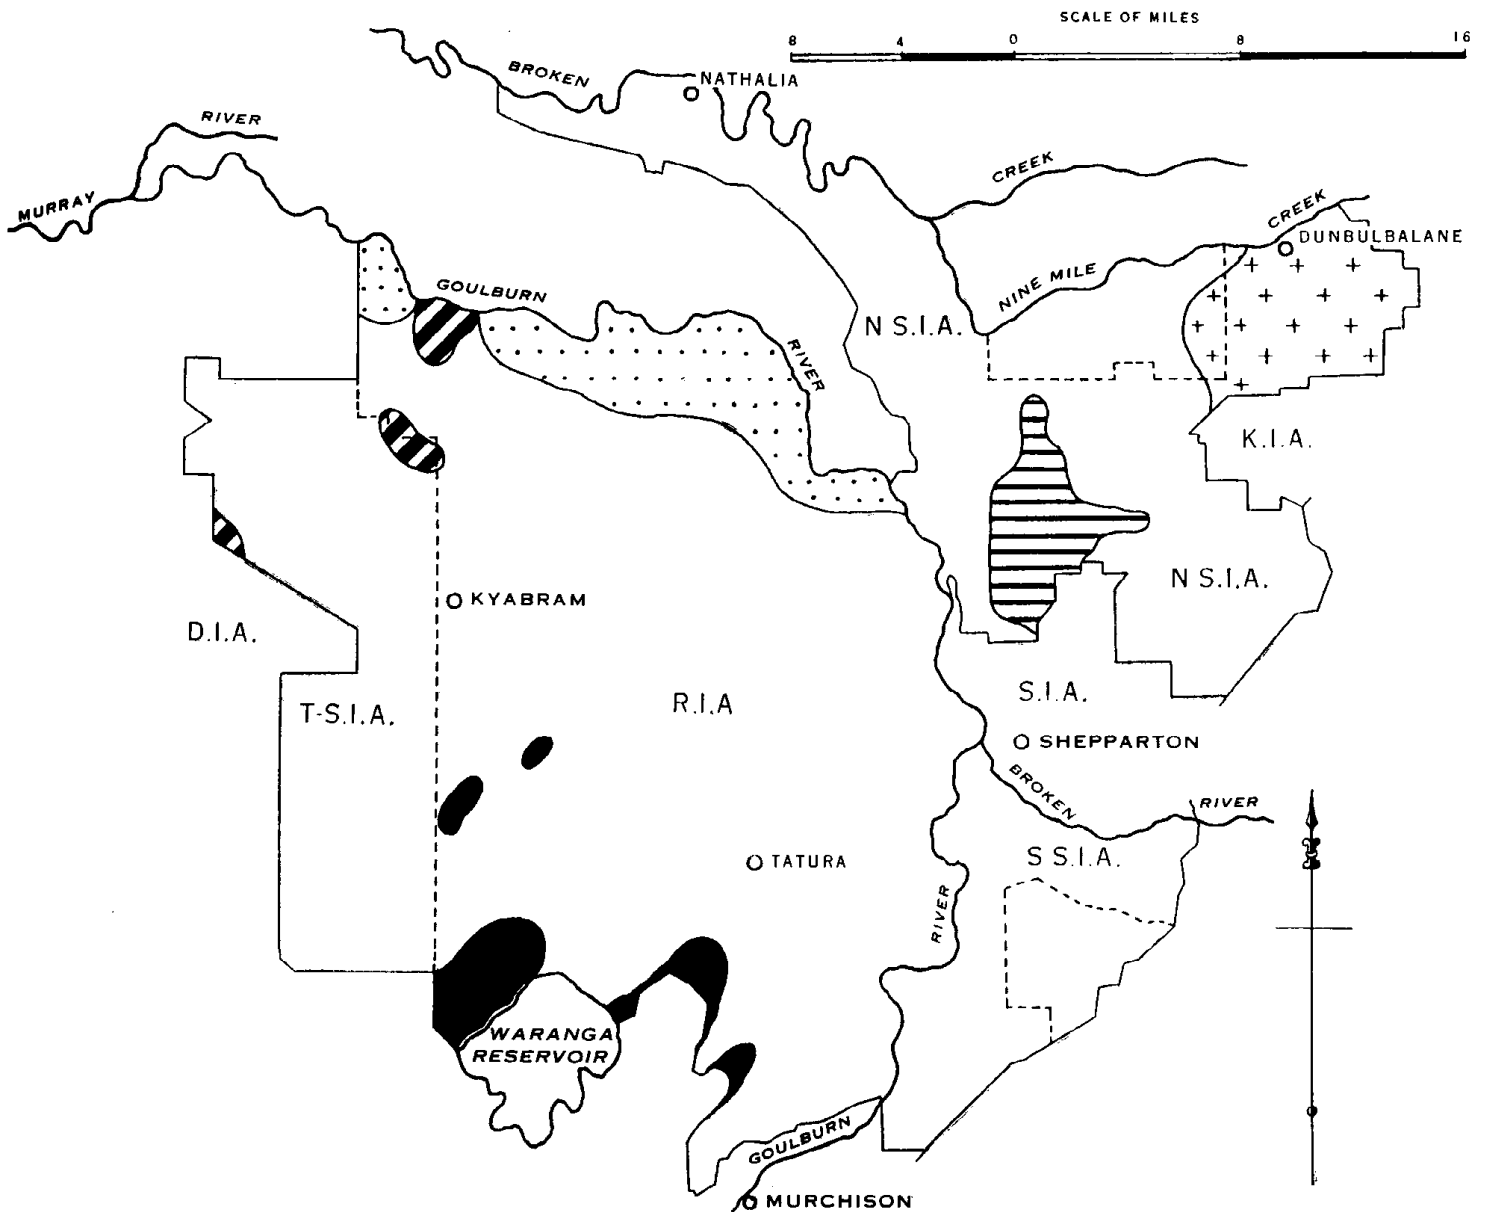 SCALE OF MILES
8 4 0 8 16
BROKEN
NATHALIA
RIVER
CREEK
MURRAY
CREEK
DUNBULBALANE
GOULBURN
NINE MILE
N S.I.A.
RIVER
K.I.A.
N S.I.A.
KYABRAM
D.I.A.
S.I.A.
R.I.A
T-S.I.A.
SHEPPARTON
BROKEN
RIVER
S S.I.A.
TATURA
RIVER
WARANGA
RESERVOIR
GOULBURN
MURCHISON